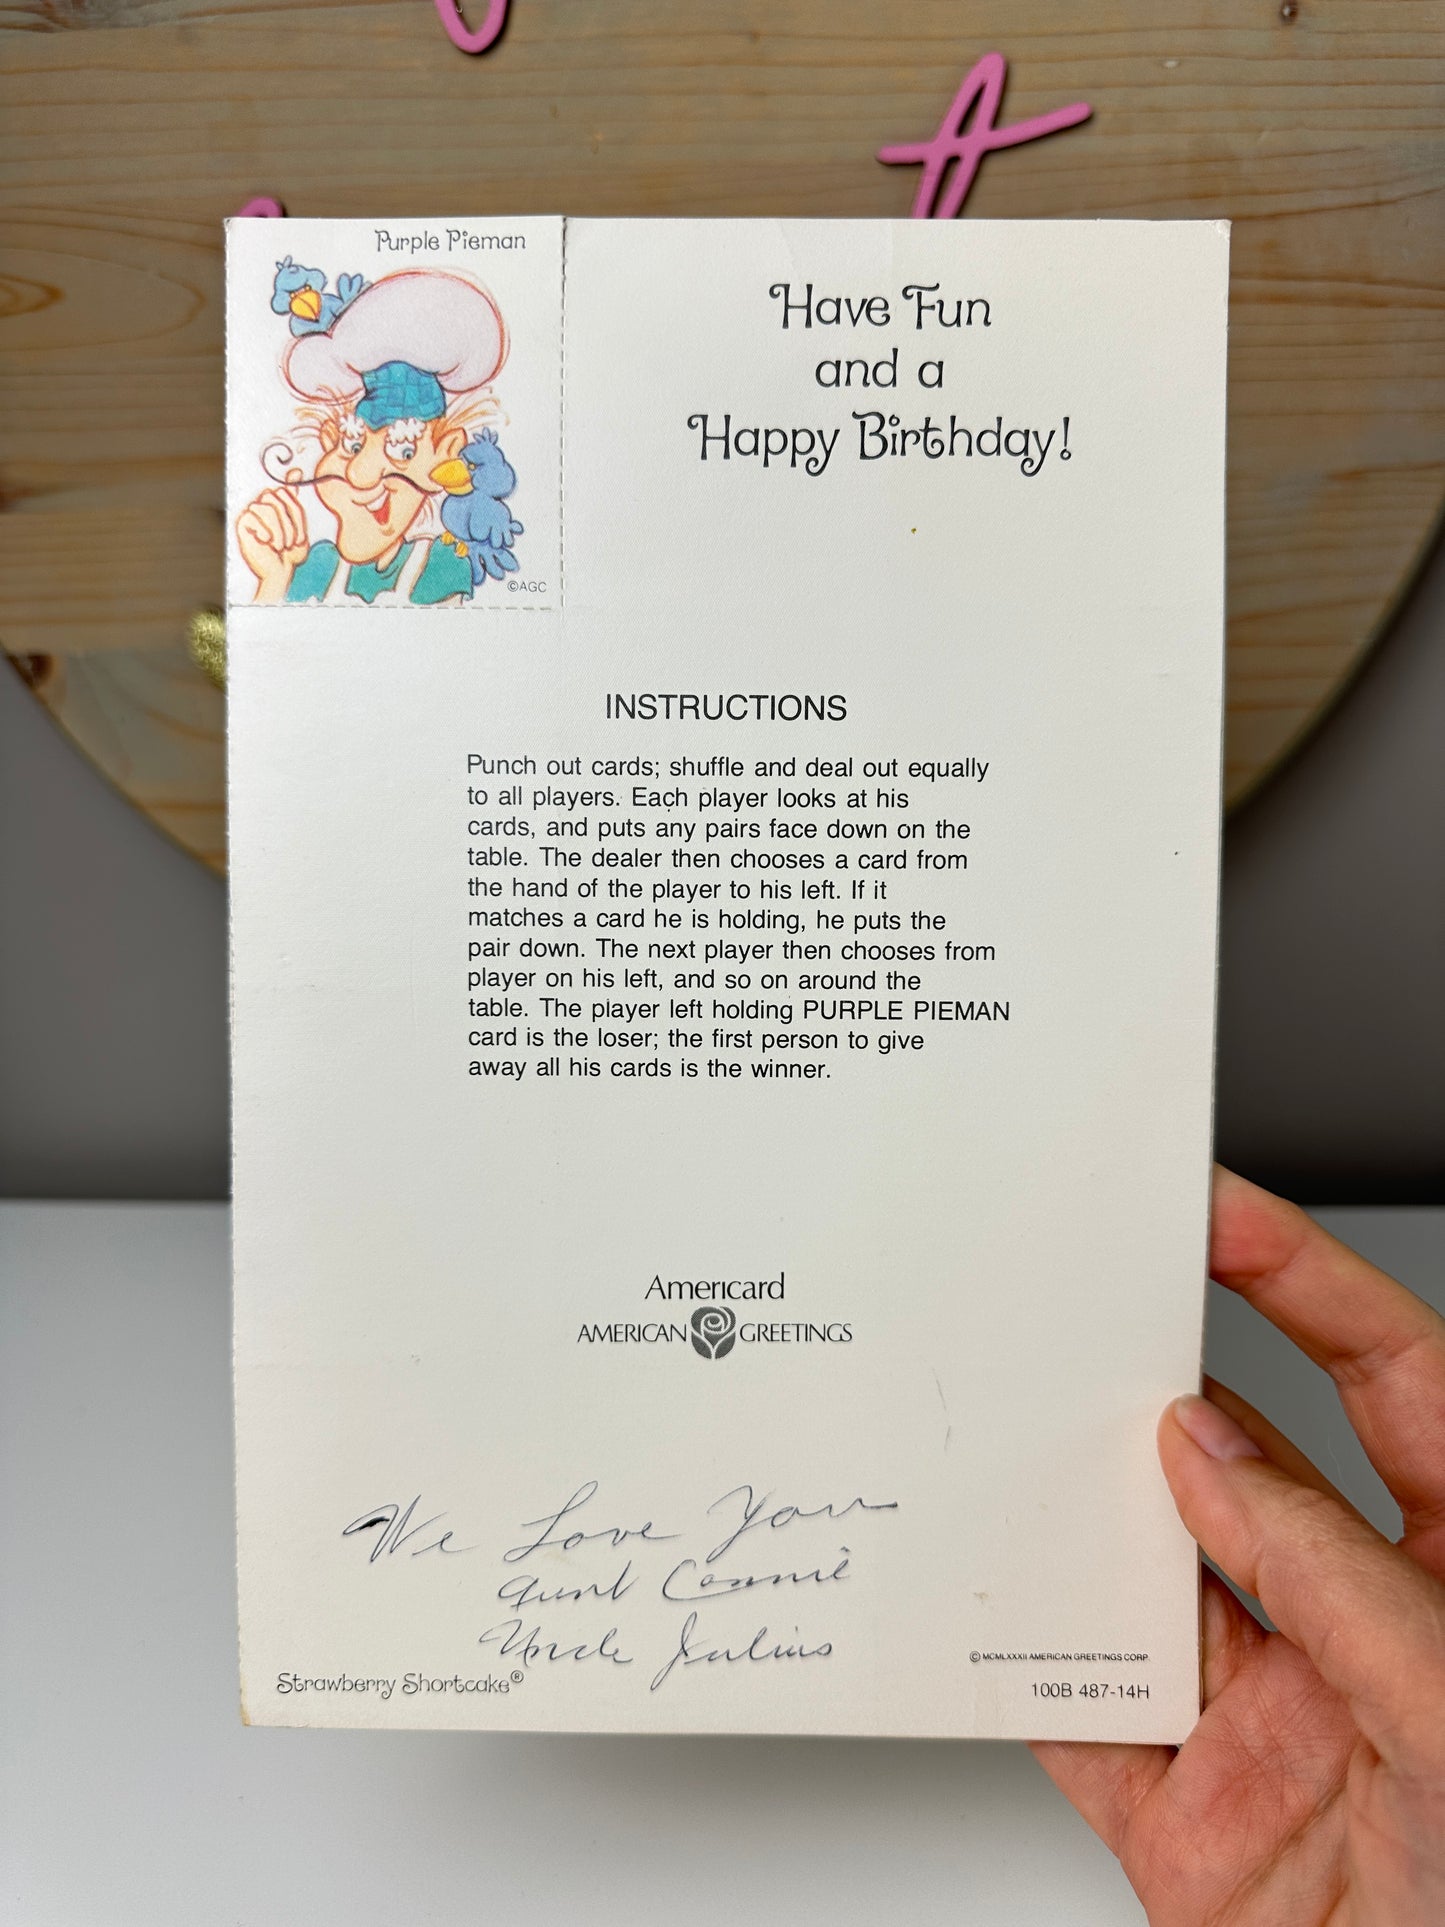 Purple Pieman
©AGC
Have Fun
and a
Happy Birthday!
INSTRUCTIONS
Punch out cards; shuffle and deal out equally
to all players. Each player looks at his
cards, and puts any pairs face down on the
table. The dealer then chooses a card from
the hand of the player to his left. If it
matches a card he is holding, he puts the
pair down. The next player then chooses from
player on his left, and so on around the
table. The player left holding PURPLE PIEMAN
card is the loser; the first person to give
away all his cards is the winner.
Americard
AMERICAN GREETINGS
We Love You
Aunt Connie
Uncle Julius
Strawberry Shortcake®
© MCMLXXXII AMERICAN GREETINGS CORP.
100B 487-14H